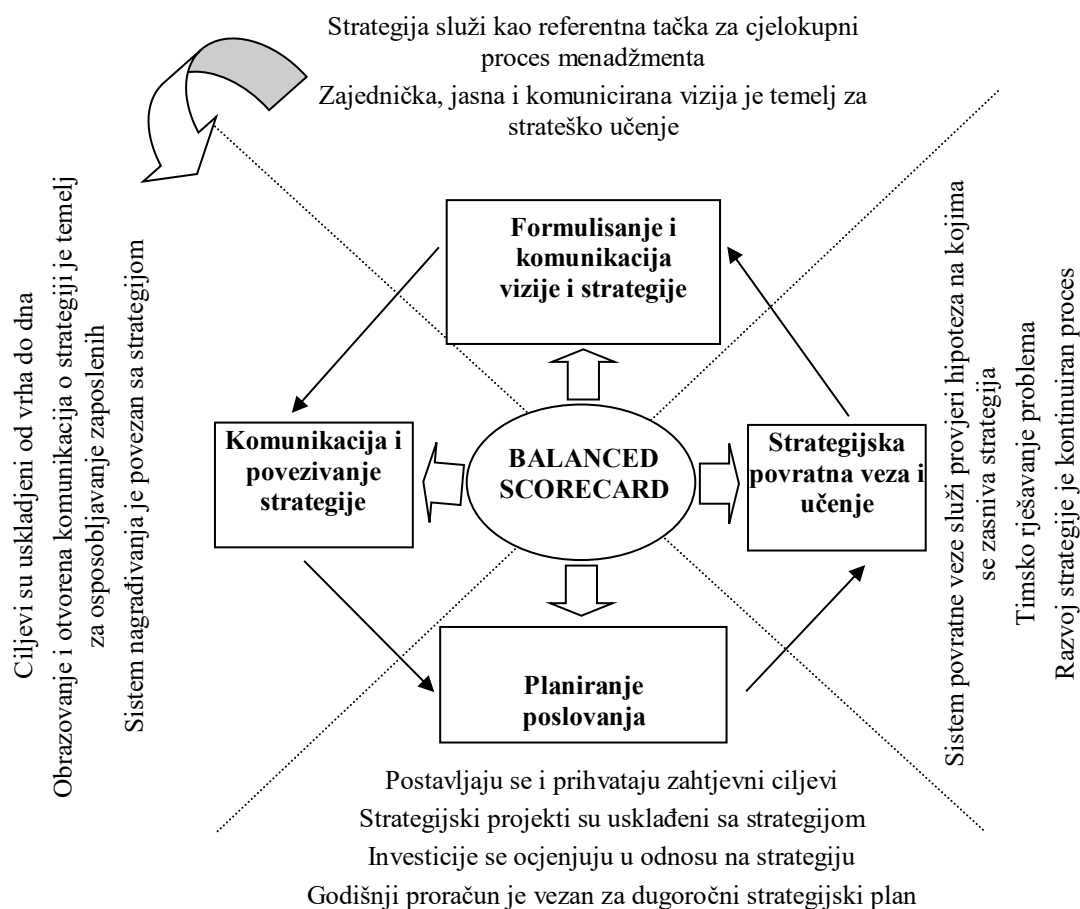 Strategija služi kao referentna tačka za cjelokupni
proces menadžmenta
Zajednička, jasna i komunicirana vizija je temelj za
strateško učenje
Ciljevi su uskladjeni od vrha do dna
Obrazovanje i otvorena komunikacija o strategiji je temelj
za osposobljavanje zaposlenih
Sistem nagrađivanja je povezan sa strategijom
Formulisanje i
komunikacija
vizije i strategije
Komunikacija i
povezivanje
strategije
BALANCED
SCORECARD
Strategijska
povratna veza i
učenje
Planiranje
poslovanja
Sistem povratne veze služi provjeri hipoteza na kojima
se zasniva strategija
Timsko rješavanje problema
Razvoj strategije je kontinuiran proces
Postavljaju se i prihvataju zahtjevni ciljevi
Strategijski projekti su usklađeni sa strategijom
Investicije se ocjenjuju u odnosu na strategiju
Godišnji proračun je vezan za dugoročni strategijski plan